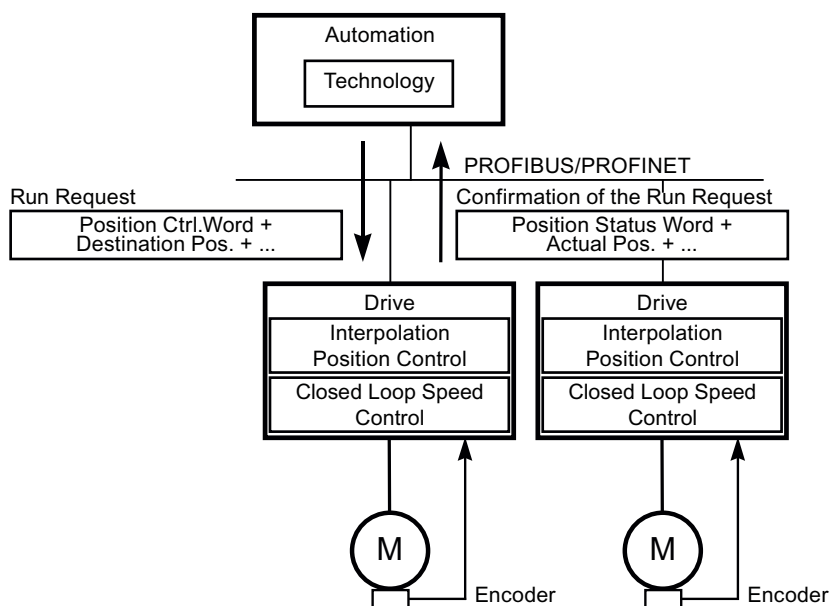 Automation
Technology
PROFIBUS/PROFINET
Run Request
Position Ctrl.Word +
Destination Pos. + ...
Confirmation of the Run Request
Position Status Word +
Actual Pos. + ...
Drive
Interpolation
Position Control
Closed Loop Speed
Control
M
Encoder
Drive
Interpolation
Position Control
Closed Loop Speed
Control
M
Encoder